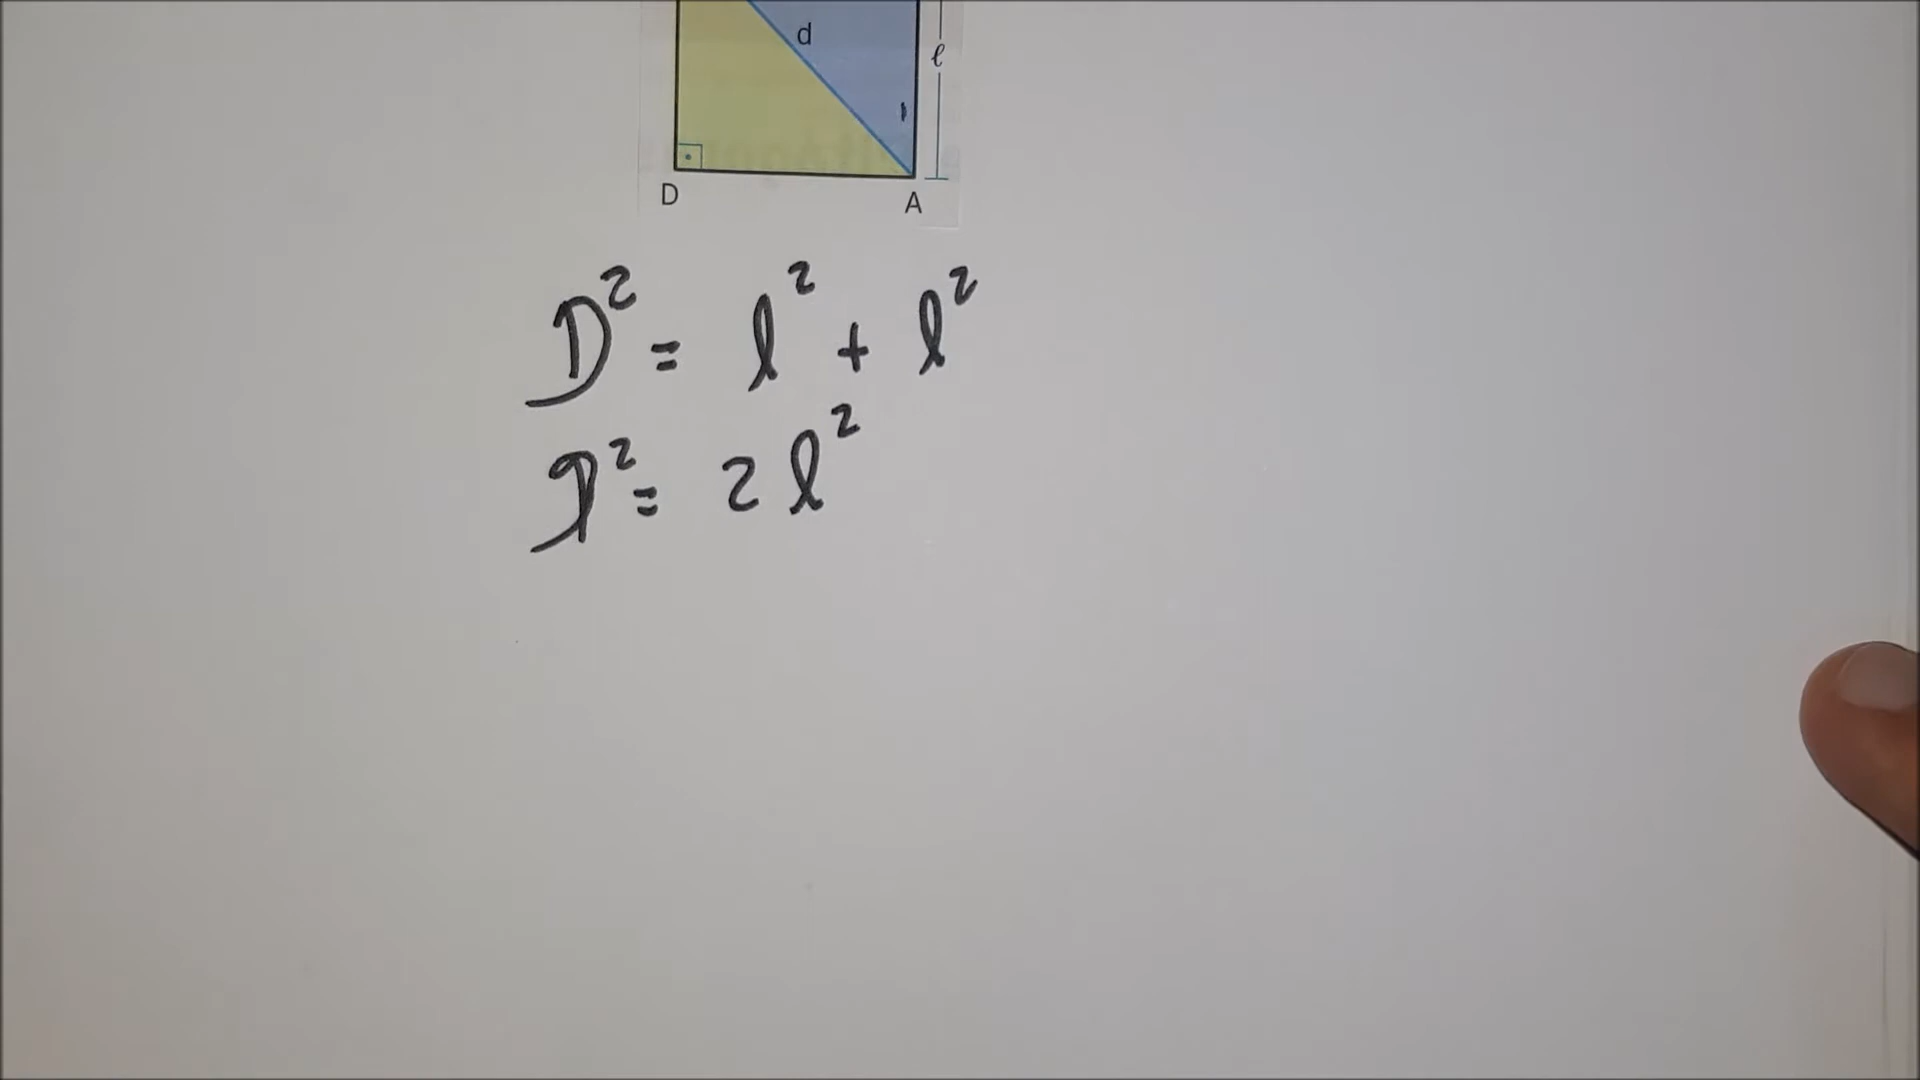 d
ℓ
D A
D² = l² + l²
D² = 2l²